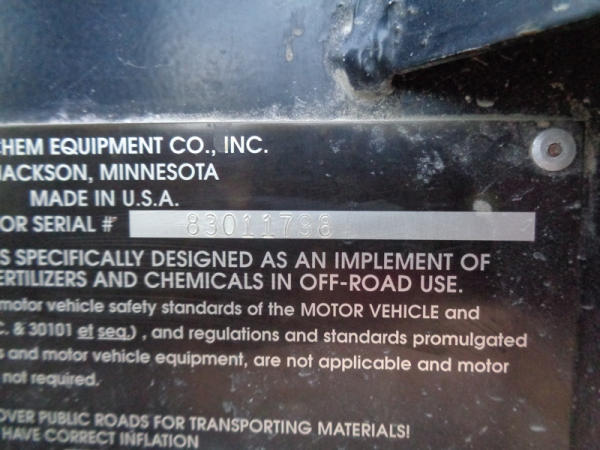 CHEM EQUIPMENT CO., INC.
JACKSON, MINNESOTA
MADE IN U.S.A.
OR SERIAL # 83011798
S SPECIFICALLY DESIGNED AS AN IMPLEMENT OF
ERTILIZERS AND CHEMICALS IN OFF-ROAD USE.
motor vehicle safety standards of the MOTOR VEHICLE and
C. & 30101 et seq.) , and regulations and standards promulgated
s and motor vehicle equipment, are not applicable and motor
not required.
OVER PUBLIC ROADS FOR TRANSPORTING MATERIALS!
HAVE CORRECT INFLATION